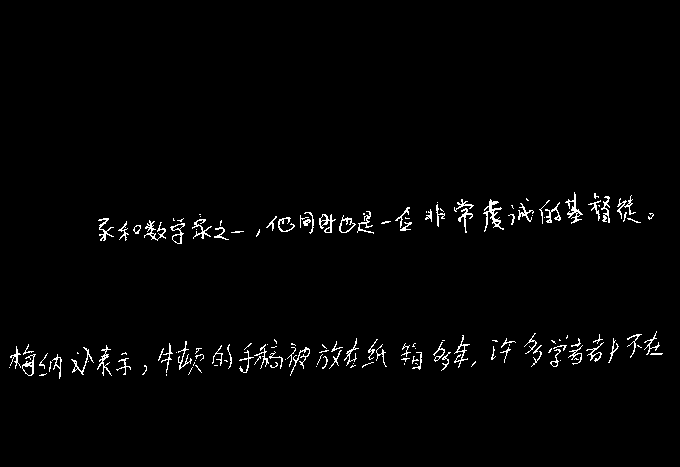 家和数学家之一，他同时也是一位非常虔诚的基督徒。
梅纳以表示，牛顿的手稿被放在纸箱多年，许多学者都不在